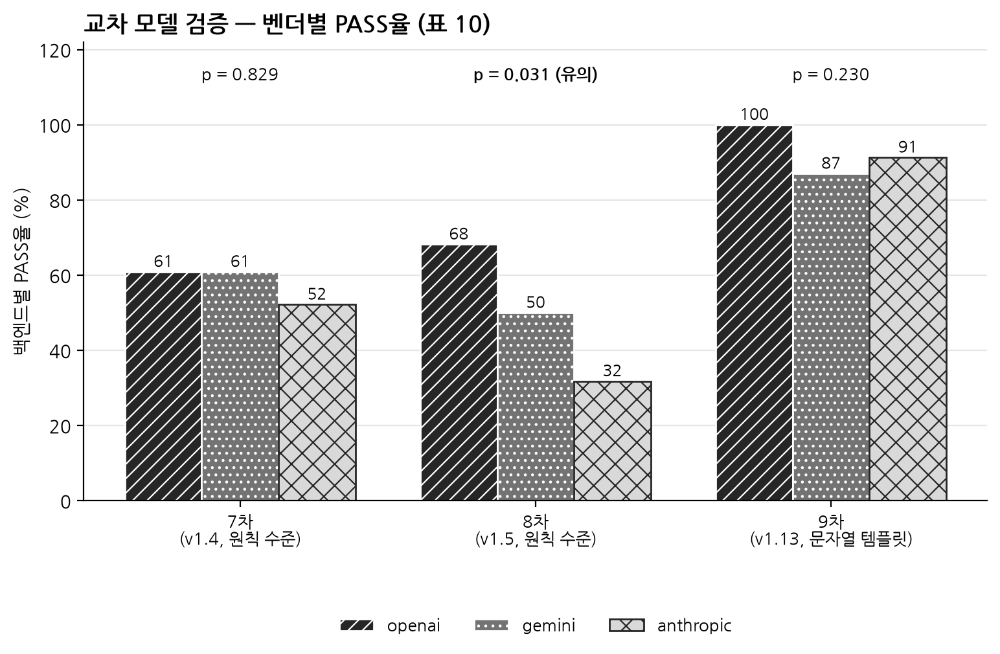 교차 모델 검증 — 벤더별 PASS율 (표 10)
120
100
80
60
40
20
0
백엔드별 PASS율 (%)
p = 0.829
p = 0.031 (유의)
p = 0.230
61
61
52
68
50
32
100
87
91
7차
(v1.4, 원칙 수준)
8차
(v1.5, 원칙 수준)
9차
(v1.13, 문자열 템플릿)
openai
gemini
anthropic